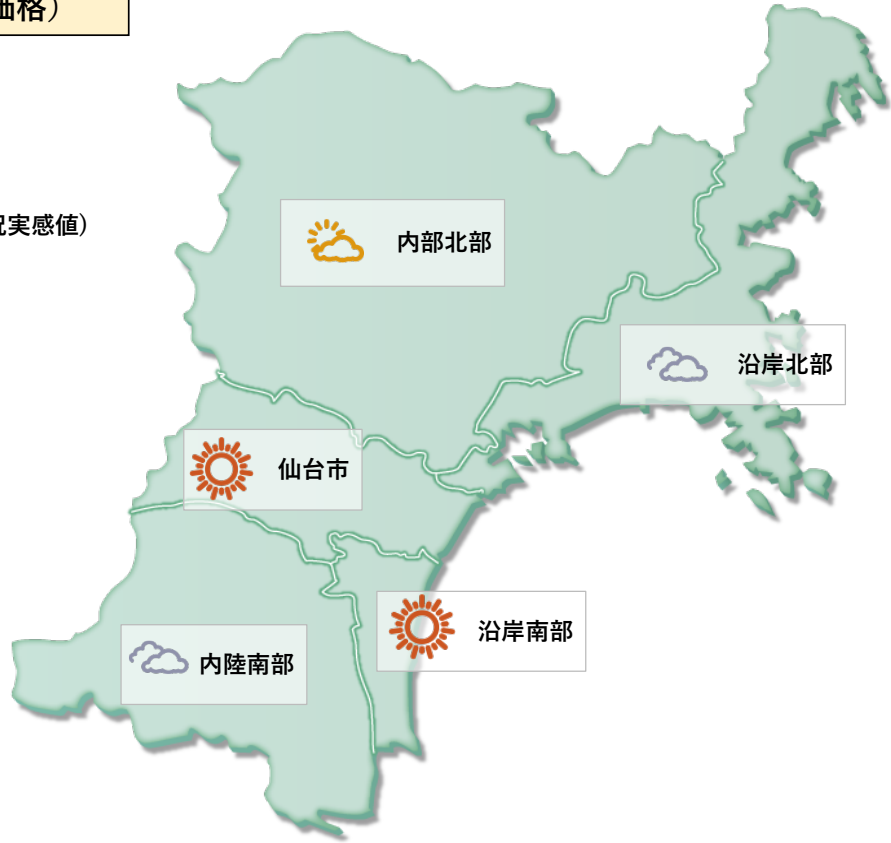 価格）
況実感値）
内部北部
沿岸北部
仙台市
沿岸南部
内陸南部